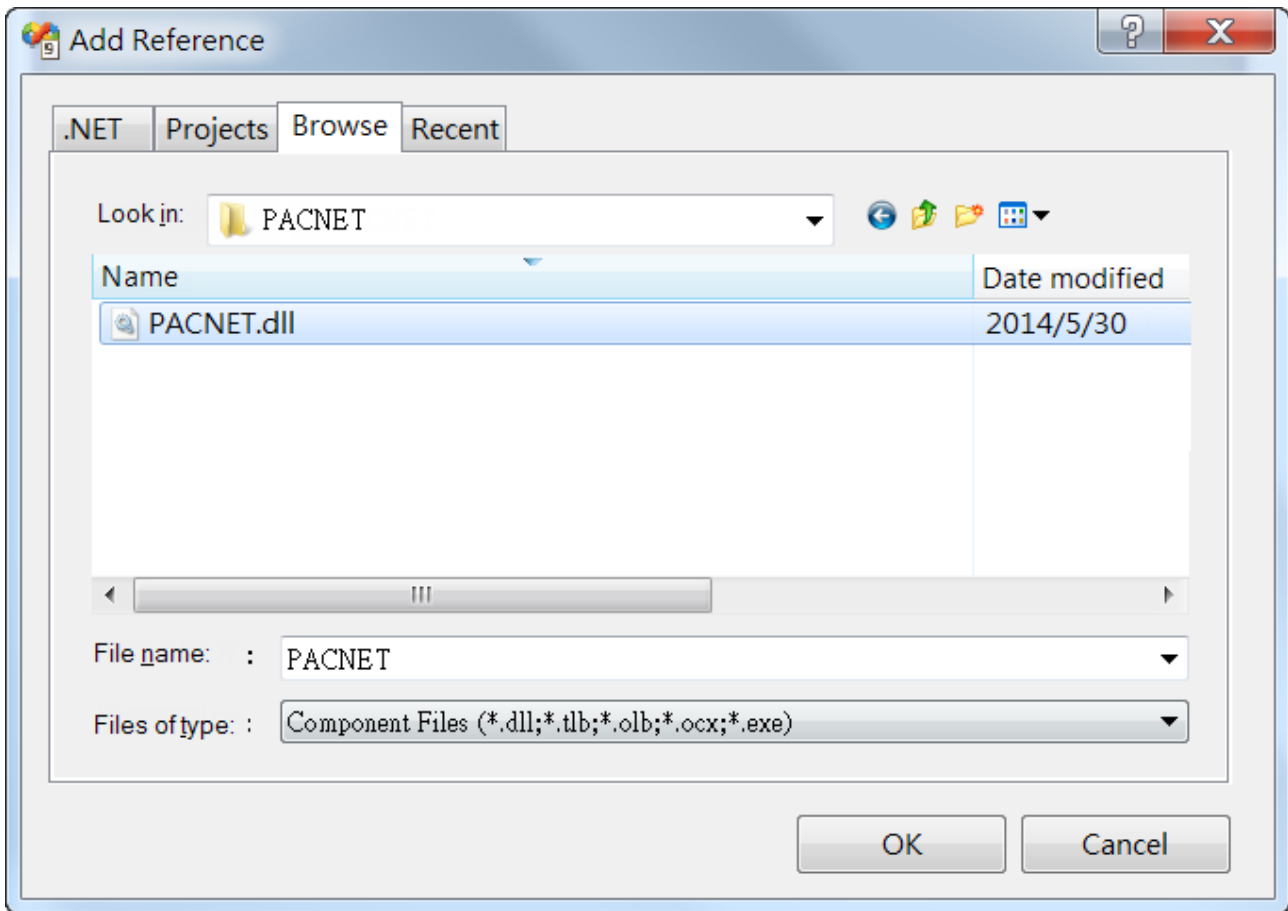 Add Reference
.NET Projects Browse Recent
Look in: PACNET
Name Date modified
PACNET.dll 2014/5/30
File name: : PACNET
Files of type: : Component Files (*.dll;*.tlb;*.olb;*.ocx;*.exe)
OK Cancel